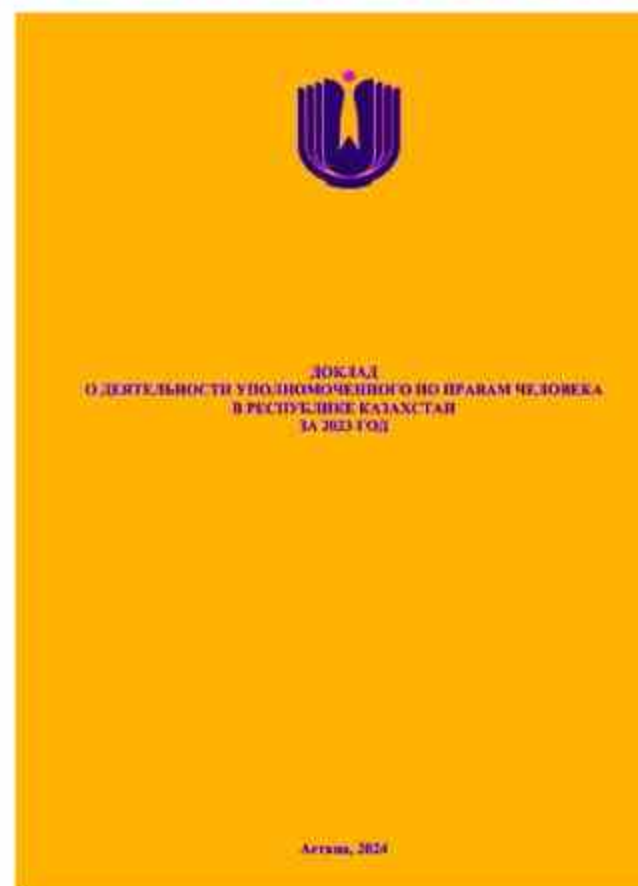 ДОКЛАД
О ДЕЯТЕЛЬНОСТИ УПОЛНОМОЧЕННОГО ПО ПРАВАМ ЧЕЛОВЕКА
В РЕСПУБЛИКЕ КАЗАХСТАН
ЗА 2023 ГОД
Астана, 2024